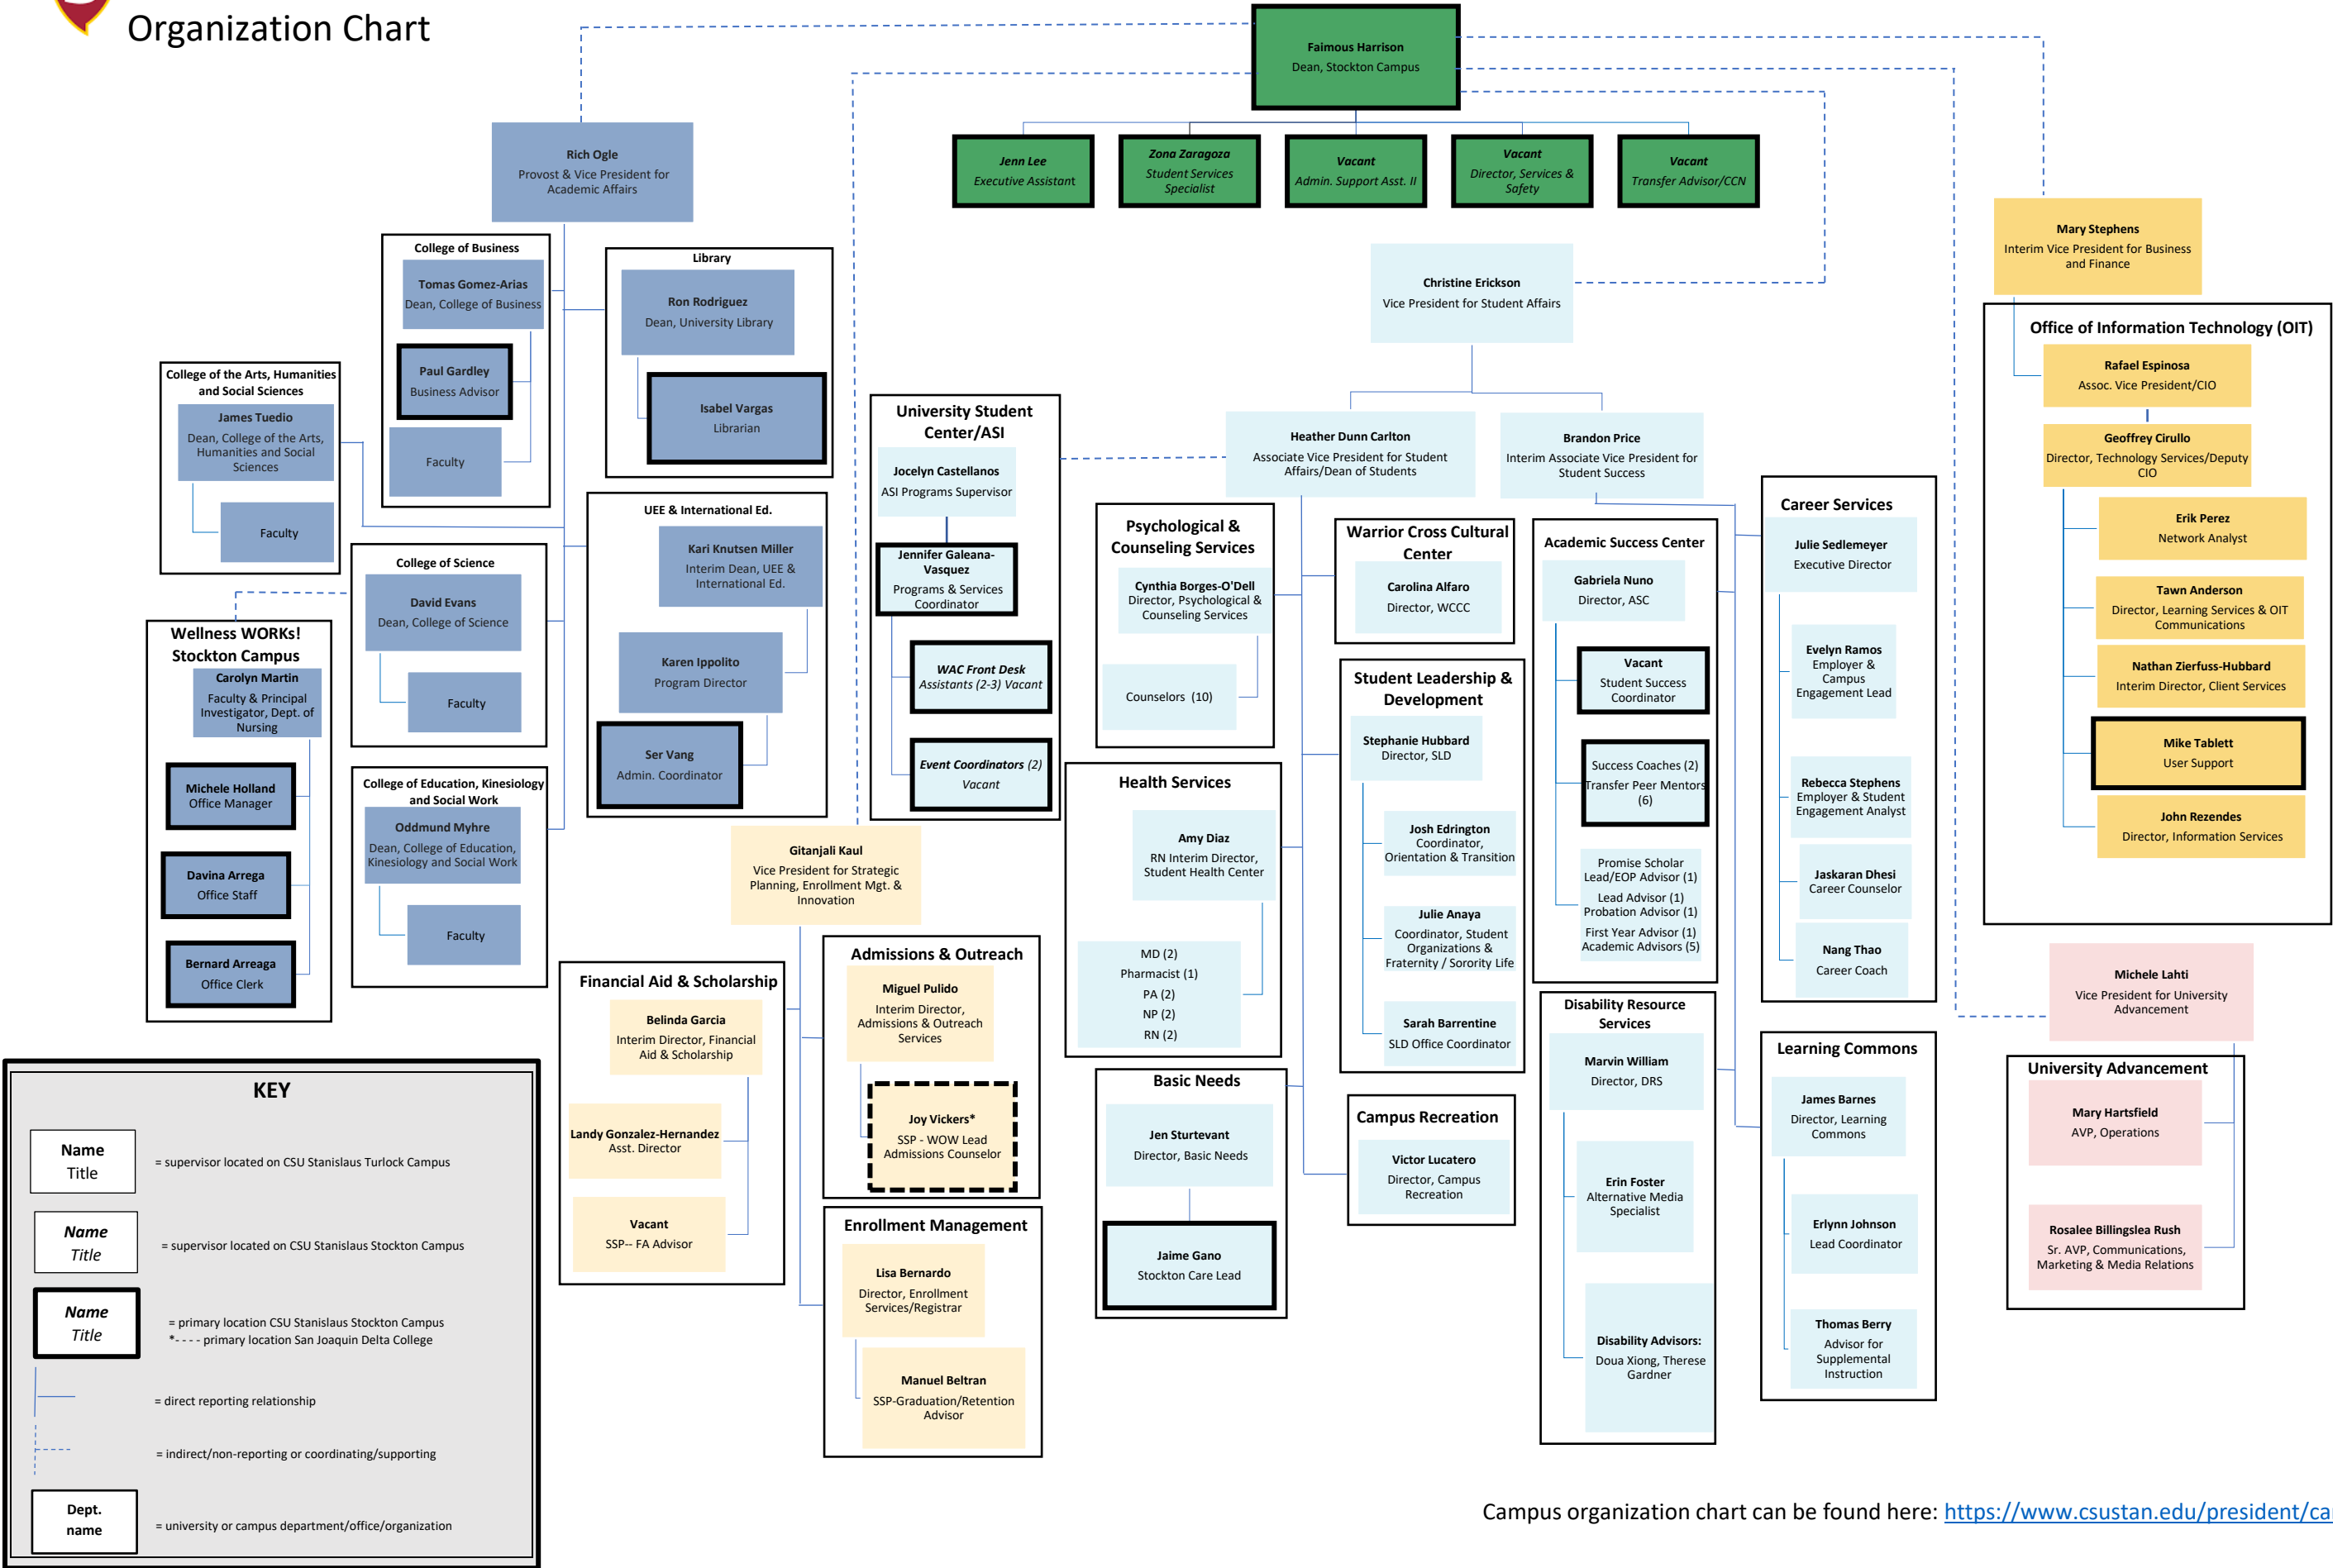 Organization Chart
Faimous Harrison
Dean, Stockton Campus
Jenn Lee
Executive Assistant
Zona Zaragoza
Student Services
Specialist
Vacant
Admin. Support Asst. II
Vacant
Director, Services &
Safety
Vacant
Transfer Advisor/CCN
Rich Ogle
Provost & Vice President for
Academic Affairs
College of Business
Tomas Gomez-Arias
Dean, College of Business
Paul Gardley
Business Advisor
Faculty
Library
Ron Rodriguez
Dean, University Library
Isabel Vargas
Librarian
College of the Arts, Humanities
and Social Sciences
James Tuedio
Dean, College of the Arts,
Humanities and Social
Sciences
Faculty
UEE & International Ed.
Kari Knutsen Miller
Interim Dean, UEE &
International Ed.
Karen Ippolito
Program Director
Ser Vang
Admin. Coordinator
College of Science
David Evans
Dean, College of Science
Faculty
Wellness WORKs!
Stockton Campus
Carolyn Martin
Faculty & Principal
Investigator, Dept. of
Nursing
Michele Holland
Office Manager
Davina Arrega
Office Staff
Bernard Arreaga
Office Clerk
College of Education, Kinesiology
and Social Work
Oddmund Myhre
Dean, College of Education,
Kinesiology and Social Work
Faculty
Christine Erickson
Vice President for Student Affairs
Heather Dunn Carlton
Associate Vice President for Student
Affairs/Dean of Students
Brandon Price
Interim Associate Vice President for
Student Success
University Student
Center/ASI
Jocelyn Castellanos
ASI Programs Supervisor
Jennifer Galeana-
Vasquez
Programs & Services
Coordinator
WAC Front Desk
Assistants (2-3) Vacant
Event Coordinators (2)
Vacant
Psychological &
Counseling Services
Cynthia Borges-O'Dell
Director, Psychological &
Counseling Services
Counselors (10)
Warrior Cross Cultural
Center
Carolina Alfaro
Director, WCCC
Health Services
Amy Diaz
RN Interim Director,
Student Health Center
MD (2)
Pharmacist (1)
PA (2)
NP (2)
RN (2)
Student Leadership &
Development
Stephanie Hubbard
Director, SLD
Josh Edrington
Coordinator,
Orientation & Transition
Julie Anaya
Coordinator, Student
Organizations &
Fraternity / Sorority Life
Sarah Barrentine
SLD Office Coordinator
Basic Needs
Jen Sturtevant
Director, Basic Needs
Jaime Gano
Stockton Care Lead
Campus Recreation
Victor Lucatero
Director, Campus
Recreation
Academic Success Center
Gabriela Nuno
Director, ASC
Vacant
Student Success
Coordinator
Success Coaches (2)
Transfer Peer Mentors
(6)
Promise Scholar
Lead/EOP Advisor (1)
Lead Advisor (1)
Probation Advisor (1)
First Year Advisor (1)
Academic Advisors (5)
Career Services
Julie Sedlemeyer
Executive Director
Evelyn Ramos
Employer &
Campus
Engagement Lead
Rebecca Stephens
Employer & Student
Engagement Analyst
Jaskaran Dhesi
Career Counselor
Nang Thao
Career Coach
Disability Resource
Services
Marvin William
Director, DRS
Erin Foster
Alternative Media
Specialist
Disability Advisors:
Doua Xiong, Therese
Gardner
Learning Commons
James Barnes
Director, Learning
Commons
Erlynn Johnson
Lead Coordinator
Thomas Berry
Advisor for
Supplemental
Instruction
Mary Stephens
Interim Vice President for Business
and Finance
Office of Information Technology (OIT)
Rafael Espinosa
Assoc. Vice President/CIO
Geoffrey Cirullo
Director, Technology Services/Deputy
CIO
Erik Perez
Network Analyst
Tawn Anderson
Director, Learning Services & OIT
Communications
Nathan Zierfuss-Hubbard
Interim Director, Client Services
Mike Tablett
User Support
John Rezendes
Director, Information Services
Michele Lahti
Vice President for University
Advancement
University Advancement
Mary Hartsfield
AVP, Operations
Rosalee Billingslea Rush
Sr. AVP, Communications,
Marketing & Media Relations
Gitanjali Kaul
Vice President for Strategic
Planning, Enrollment Mgt. &
Innovation
Financial Aid & Scholarship
Belinda Garcia
Interim Director, Financial
Aid & Scholarship
Landy Gonzalez-Hernandez
Asst. Director
Vacant
SSP-- FA Advisor
Admissions & Outreach
Miguel Pulido
Interim Director,
Admissions & Outreach
Services
Joy Vickers*
SSP - WOW Lead
Admissions Counselor
Enrollment Management
Lisa Bernardo
Director, Enrollment
Services/Registrar
Manuel Beltran
SSP-Graduation/Retention
Advisor
KEY
Name
Title
= supervisor located on CSU Stanislaus Turlock Campus
Name
Title
= supervisor located on CSU Stanislaus Stockton Campus
Name
Title
= primary location CSU Stanislaus Stockton Campus
*- - - - primary location San Joaquin Delta College
= direct reporting relationship
= indirect/non-reporting or coordinating/supporting
Dept.
name
= university or campus department/office/organization
Campus organization chart can be found here: https://www.csustan.edu/president/ca